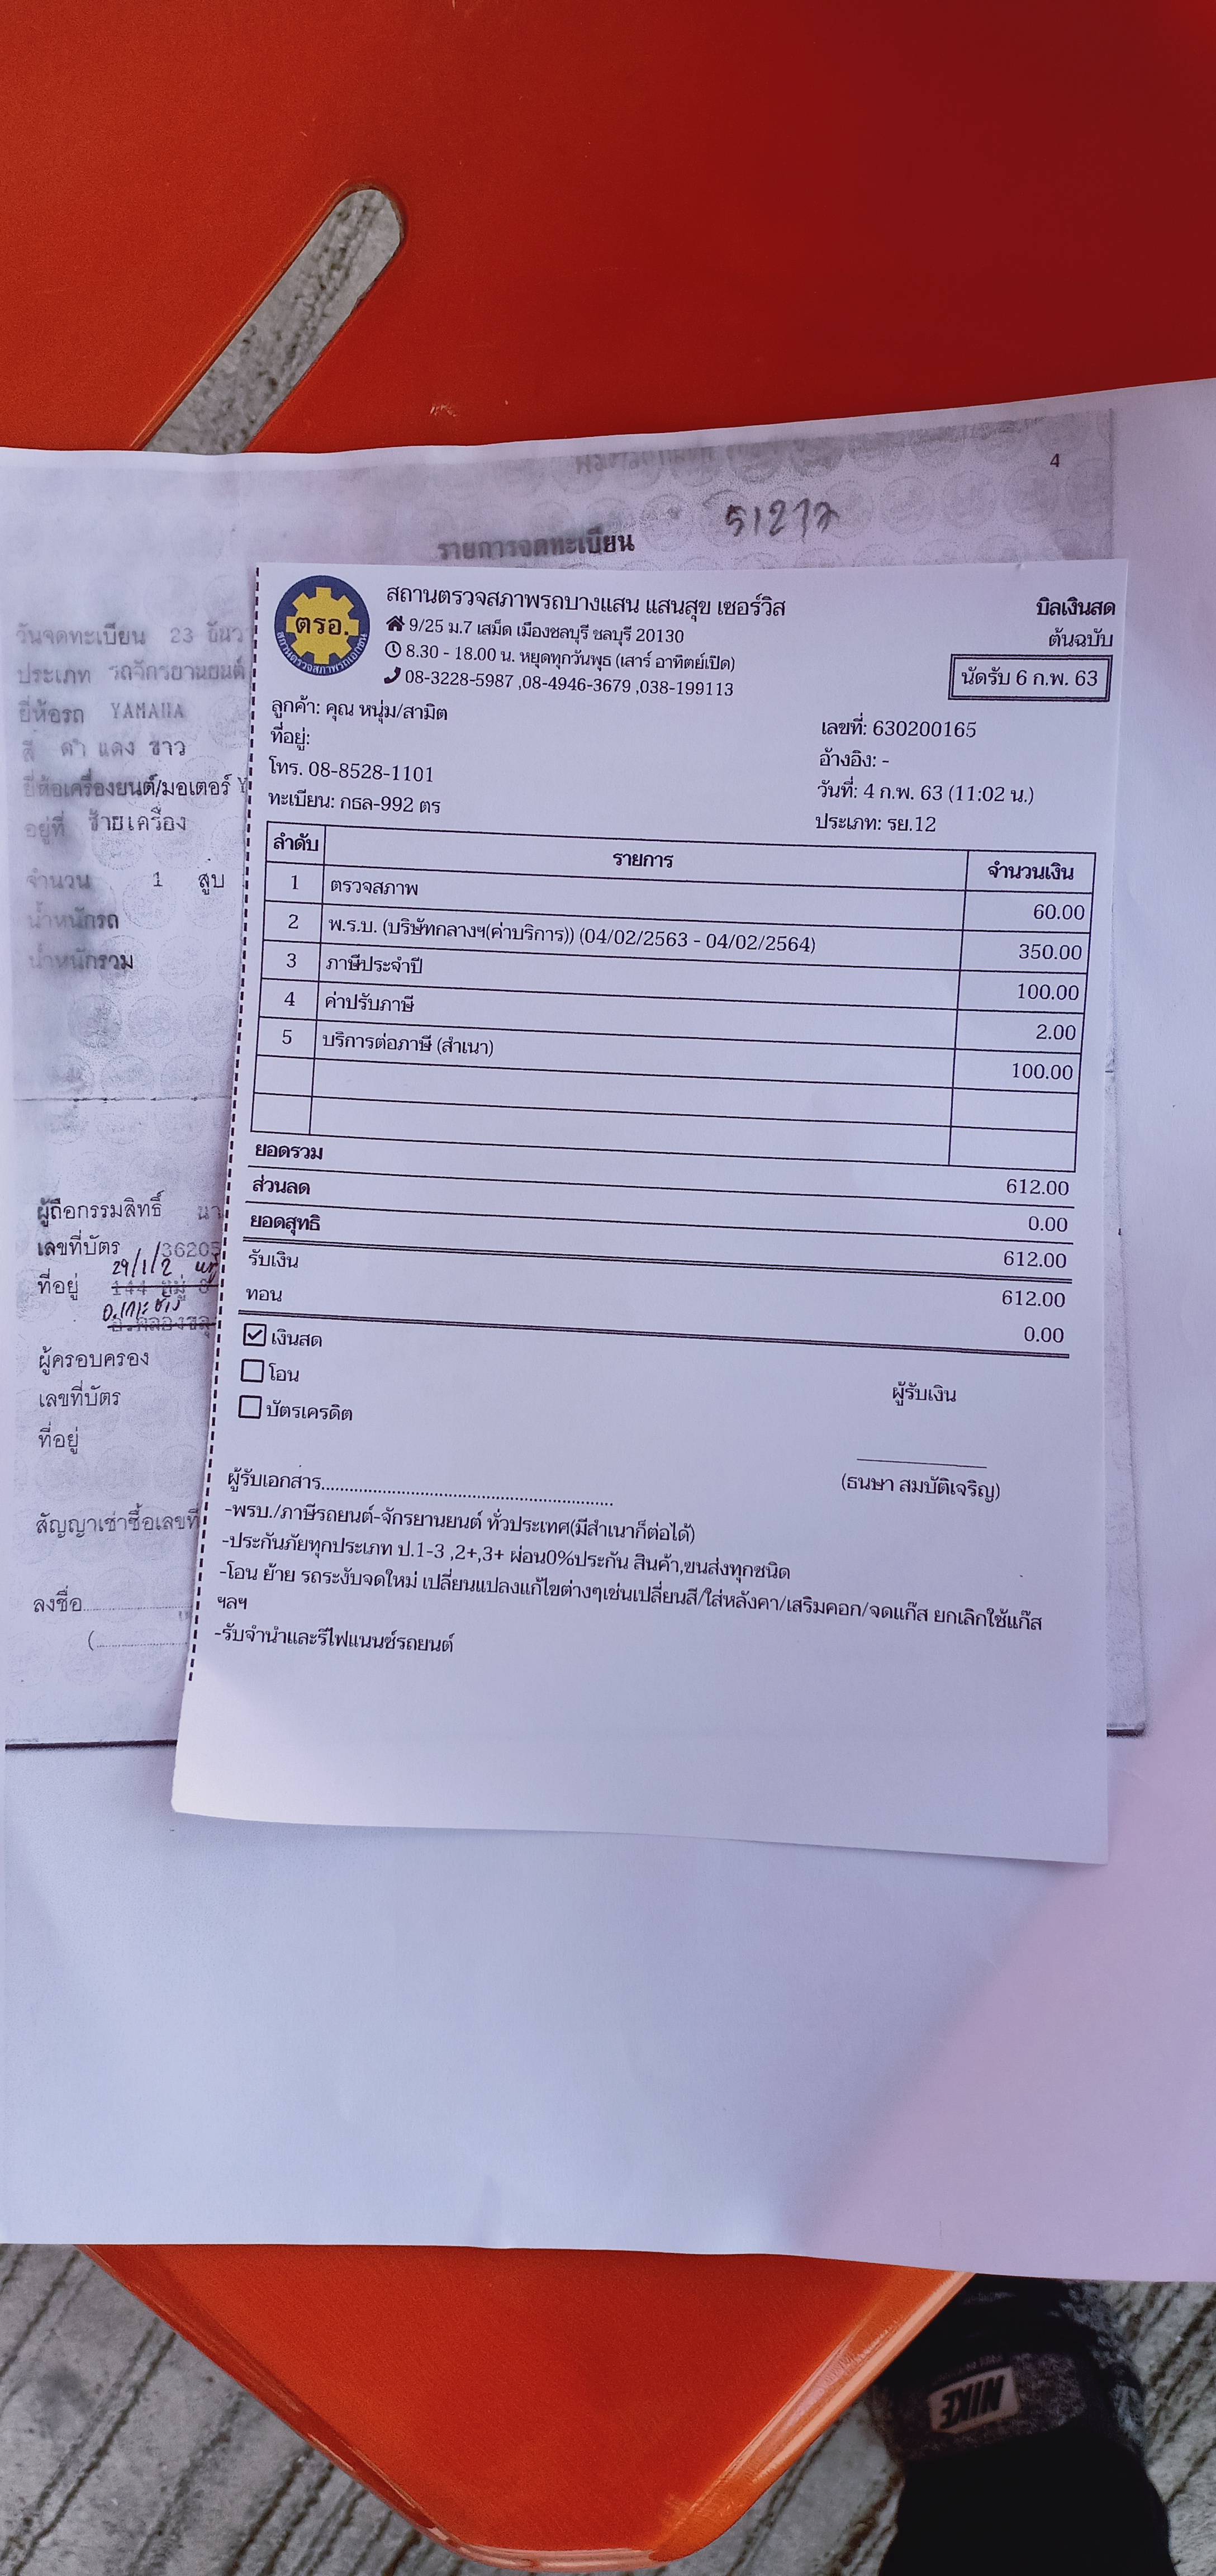 4
รายการจดทะเบียน
วันจดทะเบียน 23 ธันวา
ประเภท รถจักรยานยนต์
ยี่ห้อรถ YAMAHA
สี ดำ แดง ขาว
ยี่ห้อเครื่องยนต์/มอเตอร์ Y
อยู่ที่ ซ้ายเครื่อง
จำนวน 1 สูบ
น้ำหนักรถ
น้ำหนักรวม
ผู้ถือกรรมสิทธิ์ นา
เลขที่บัตร 36205
29/1/2
ที่อยู่ 144 หมู่
อ.เกาะช้าง
ผู้ครอบครอง
เลขที่บัตร
ที่อยู่
สัญญาเช่าซื้อเลขที่
ลงชื่อ
(
ตรอ.
สถานตรวจสภาพรถเอกชน
สถานตรวจสภาพรถบางแสน แสนสุข เซอร์วิส
9/25 ม.7 เสม็ด เมืองชลบุรี ชลบุรี 20130
8.30 - 18.00 น. หยุดทุกวันพุธ (เสาร์ อาทิตย์เปิด)
08-3228-5987 ,08-4946-3679 ,038-199113
บิลเงินสด
ต้นฉบับ
นัดรับ 6 ก.พ. 63
ลูกค้า: คุณ หนุ่ม/สามิต
ที่อยู่:
โทร. 08-8528-1101
ทะเบียน: กธล-992 ตร
เลขที่: 630200165
อ้างอิง: -
วันที่: 4 ก.พ. 63 (11:02 น.)
ประเภท: รย.12
ลำดับ รายการ จำนวนเงิน
1 ตรวจสภาพ 60.00
2 พ.ร.บ. (บริษัทกลางฯ(ค่าบริการ)) (04/02/2563 - 04/02/2564) 350.00
3 ภาษีประจำปี 100.00
4 ค่าปรับภาษี 2.00
5 บริการต่อภาษี (สำเนา) 100.00
ยอดรวม 612.00
ส่วนลด 0.00
ยอดสุทธิ 612.00
รับเงิน 612.00
ทอน 0.00
เงินสด
โอน
บัตรเครดิต
ผู้รับเงิน
(ธนษา สมบัติเจริญ)
ผู้รับเอกสาร
-พรบ./ภาษีรถยนต์-จักรยานยนต์ ทั่วประเทศ(มีสำเนาก็ต่อได้)
-ประกันภัยทุกประเภท ป.1-3 ,2+,3+ ผ่อน0%ประกัน สินค้า,ขนส่งทุกชนิด
-โอน ย้าย รถระงับจดใหม่ เปลี่ยนแปลงแก้ไขต่างๆเช่นเปลี่ยนสี/ใส่หลังคา/เสริมคอก/จดแก๊ส ยกเลิกใช้แก๊ส
ฯลฯ
-รับจำนำและรีไฟแนนซ์รถยนต์
NIKE